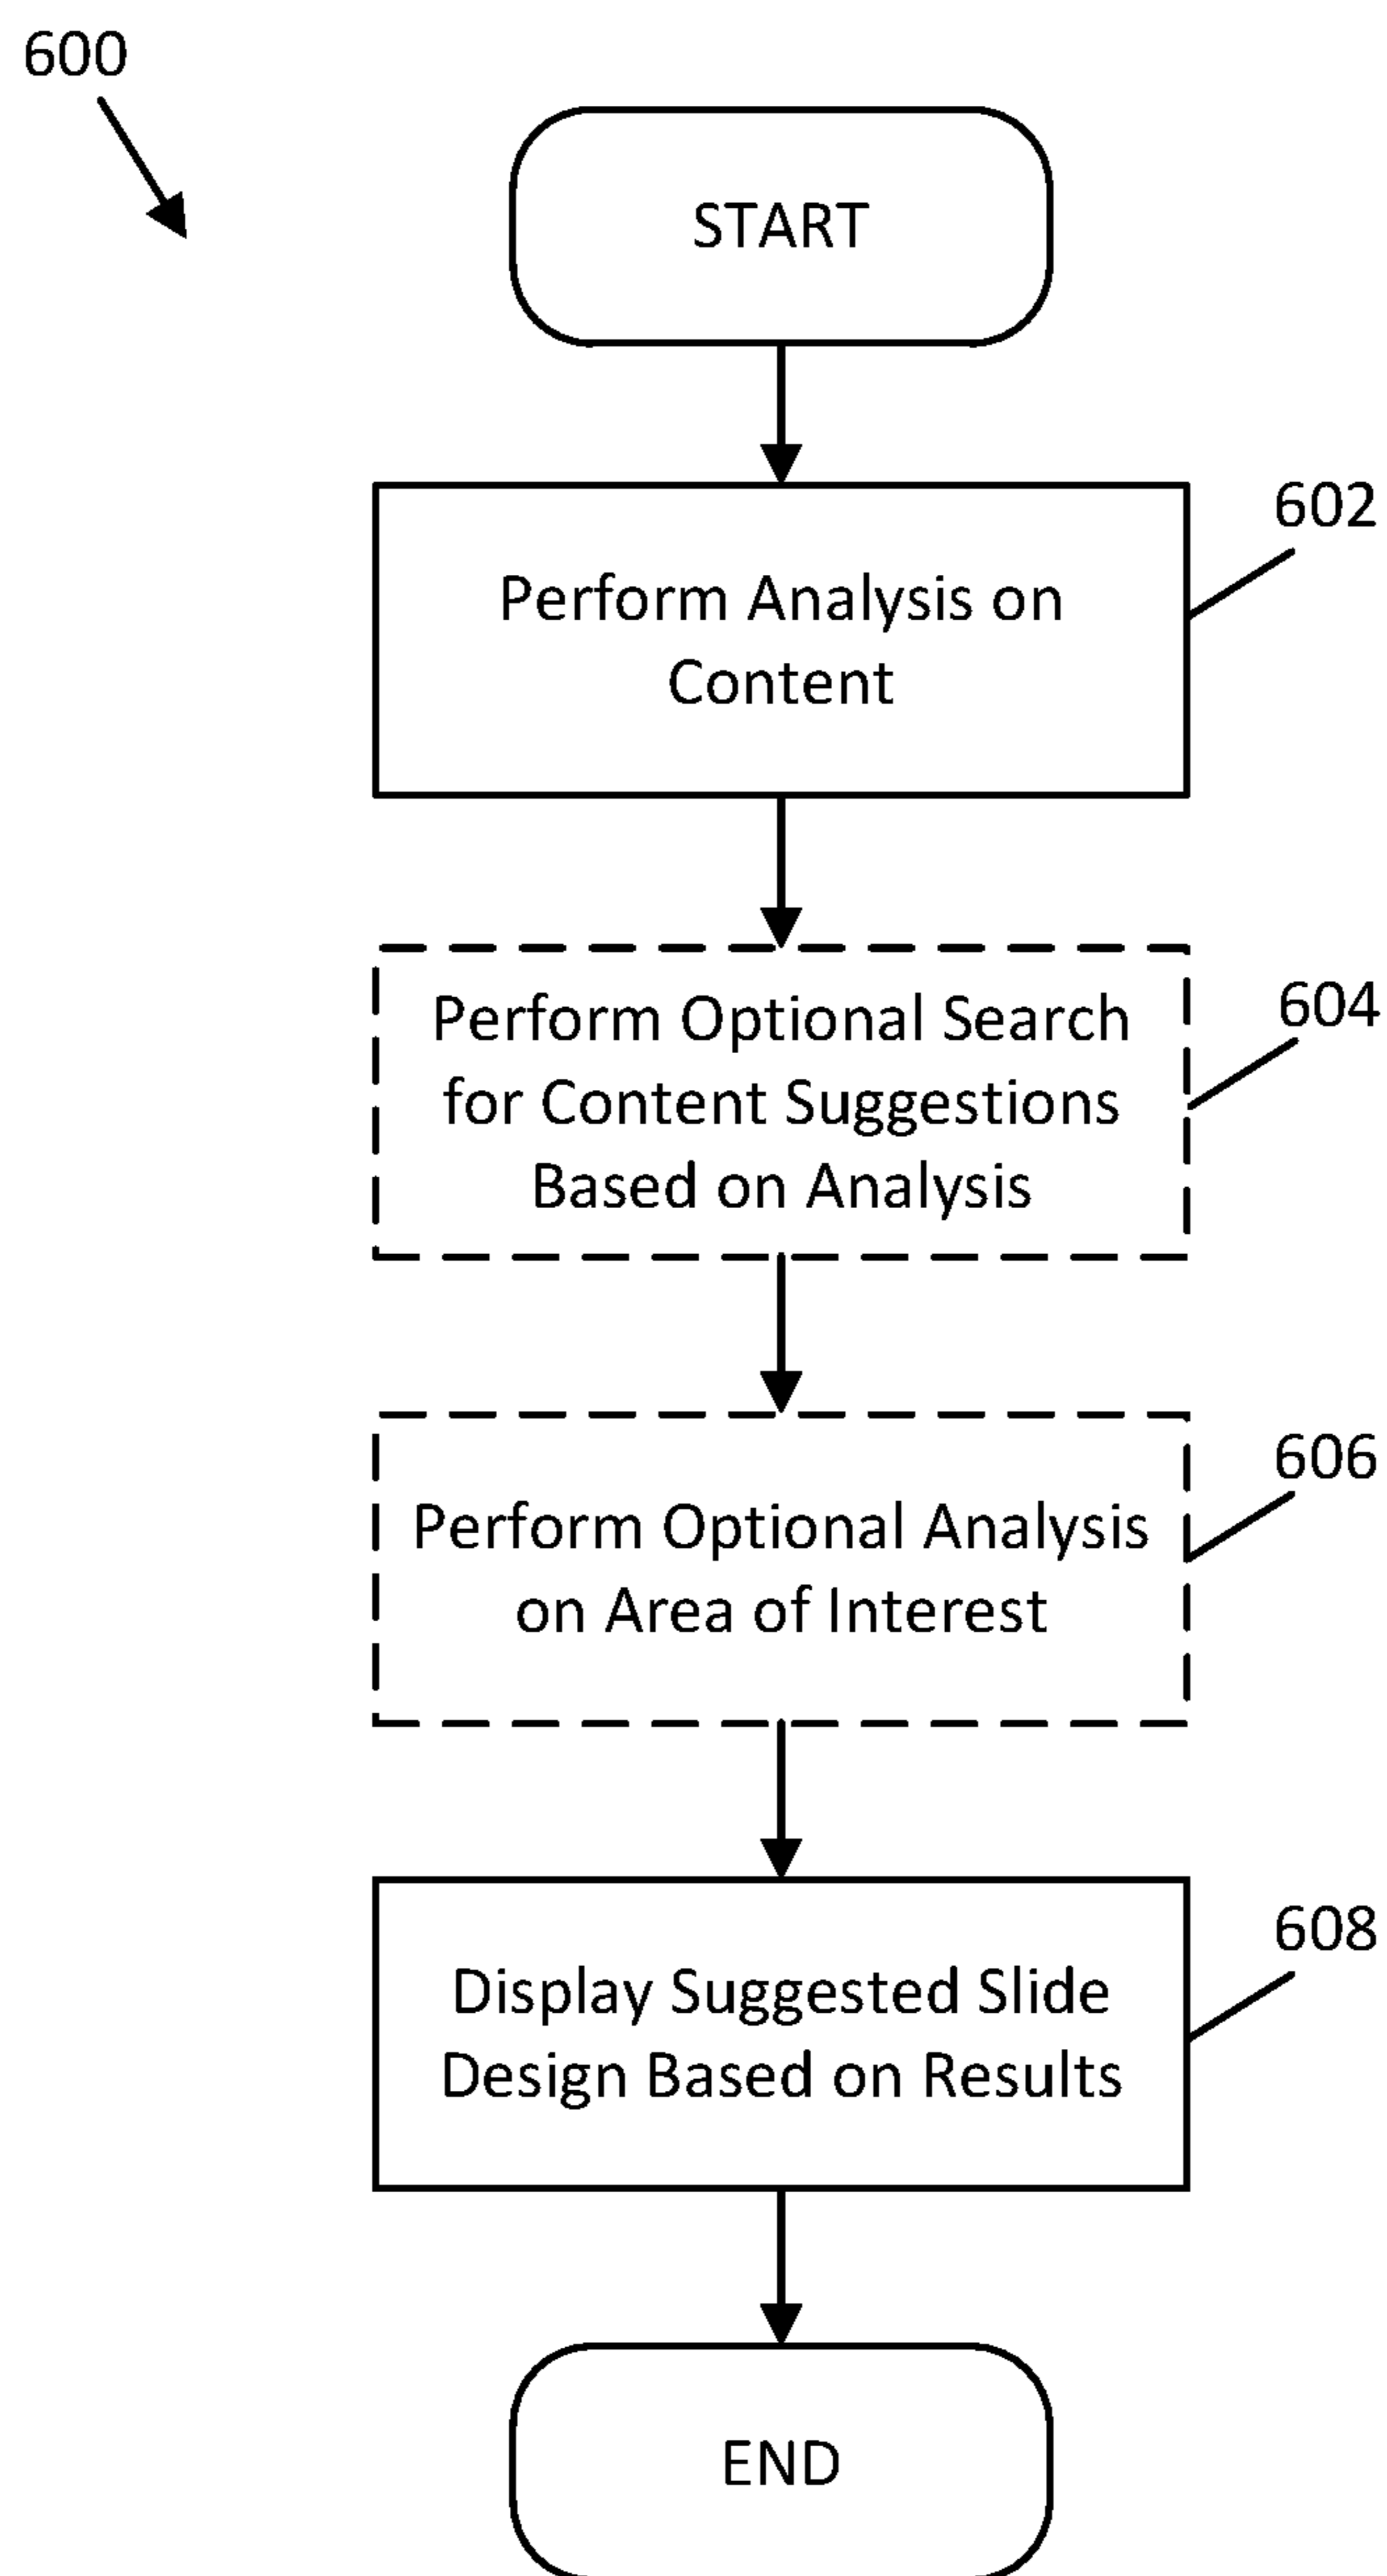 600
START
602
Perform Analysis on
Content
604
Perform Optional Search
for Content Suggestions
Based on Analysis
606
Perform Optional Analysis
on Area of Interest
608
Display Suggested Slide
Design Based on Results
END